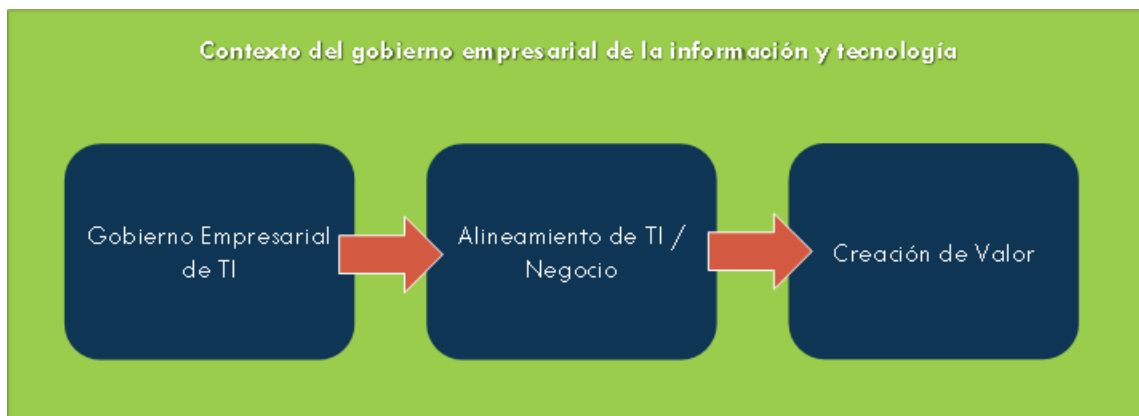 Contexto del gobierno empresarial de la información y tecnología
Gobierno Empresarial
de TI
Alineamiento de TI /
Negocio
Creación de Valor